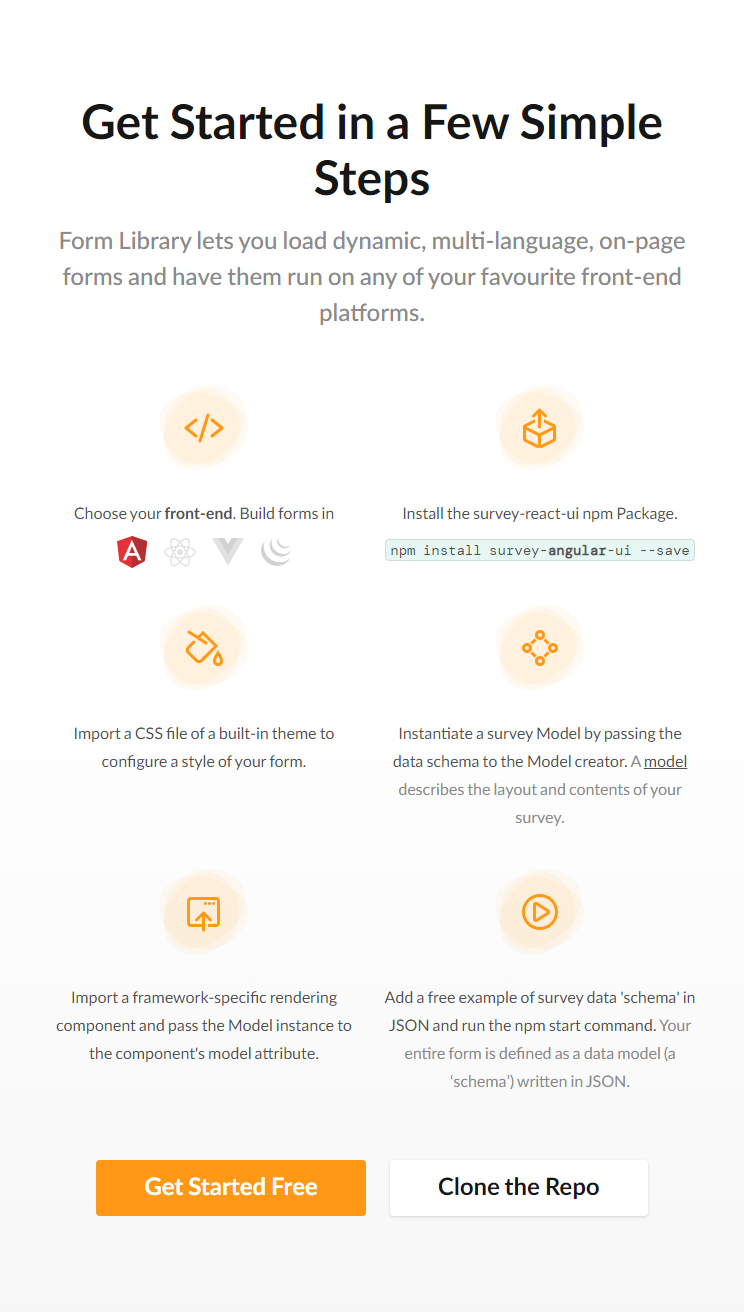 Get Started in a Few Simple
Steps
Form Library lets you load dynamic, multi-language, on-page
forms and have them run on any of your favourite front-end
platforms.
Choose your front-end. Build forms in
Install the survey-react-ui npm Package.
npm install survey-angular-ui --save
Import a CSS file of a built-in theme to
configure a style of your form.
Instantiate a survey Model by passing the
data schema to the Model creator. A model
describes the layout and contents of your
survey.
Import a framework-specific rendering
component and pass the Model instance to
the component's model attribute.
Add a free example of survey data 'schema' in
JSON and run the npm start command. Your
entire form is defined as a data model (a
‘schema’) written in JSON.
Get Started Free
Clone the Repo